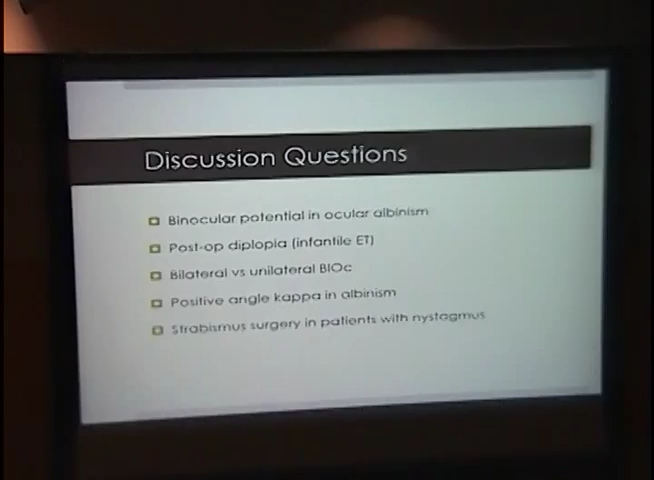 Discussion Questions
Binocular potential in ocular albinism
Post-op diplopia (infantile ET)
Bilateral vs unilateral BIOc
Positive angle kappa in albinism
Strabismus surgery in patients with nystagmus